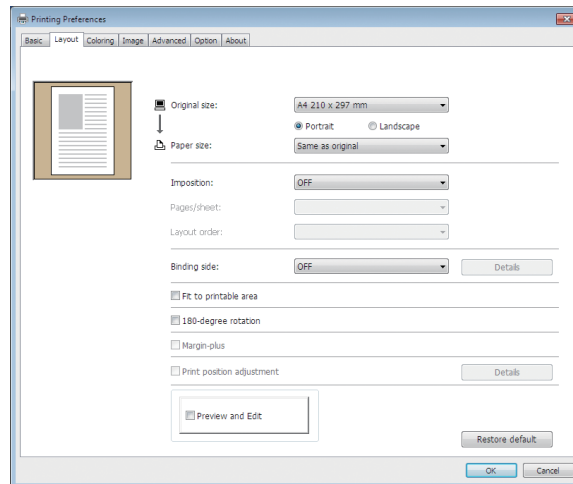 Printing Preferences
Basic Layout Coloring Image Advanced Option About
Original size: A4 210 x 297 mm
Portrait Landscape
Paper size: Same as original
Imposition: OFF
Pages/sheet:
Layout order:
Binding side: OFF Details
Fit to printable area
180-degree rotation
Margin-plus
Print position adjustment Details
Preview and Edit
Restore default
OK Cancel